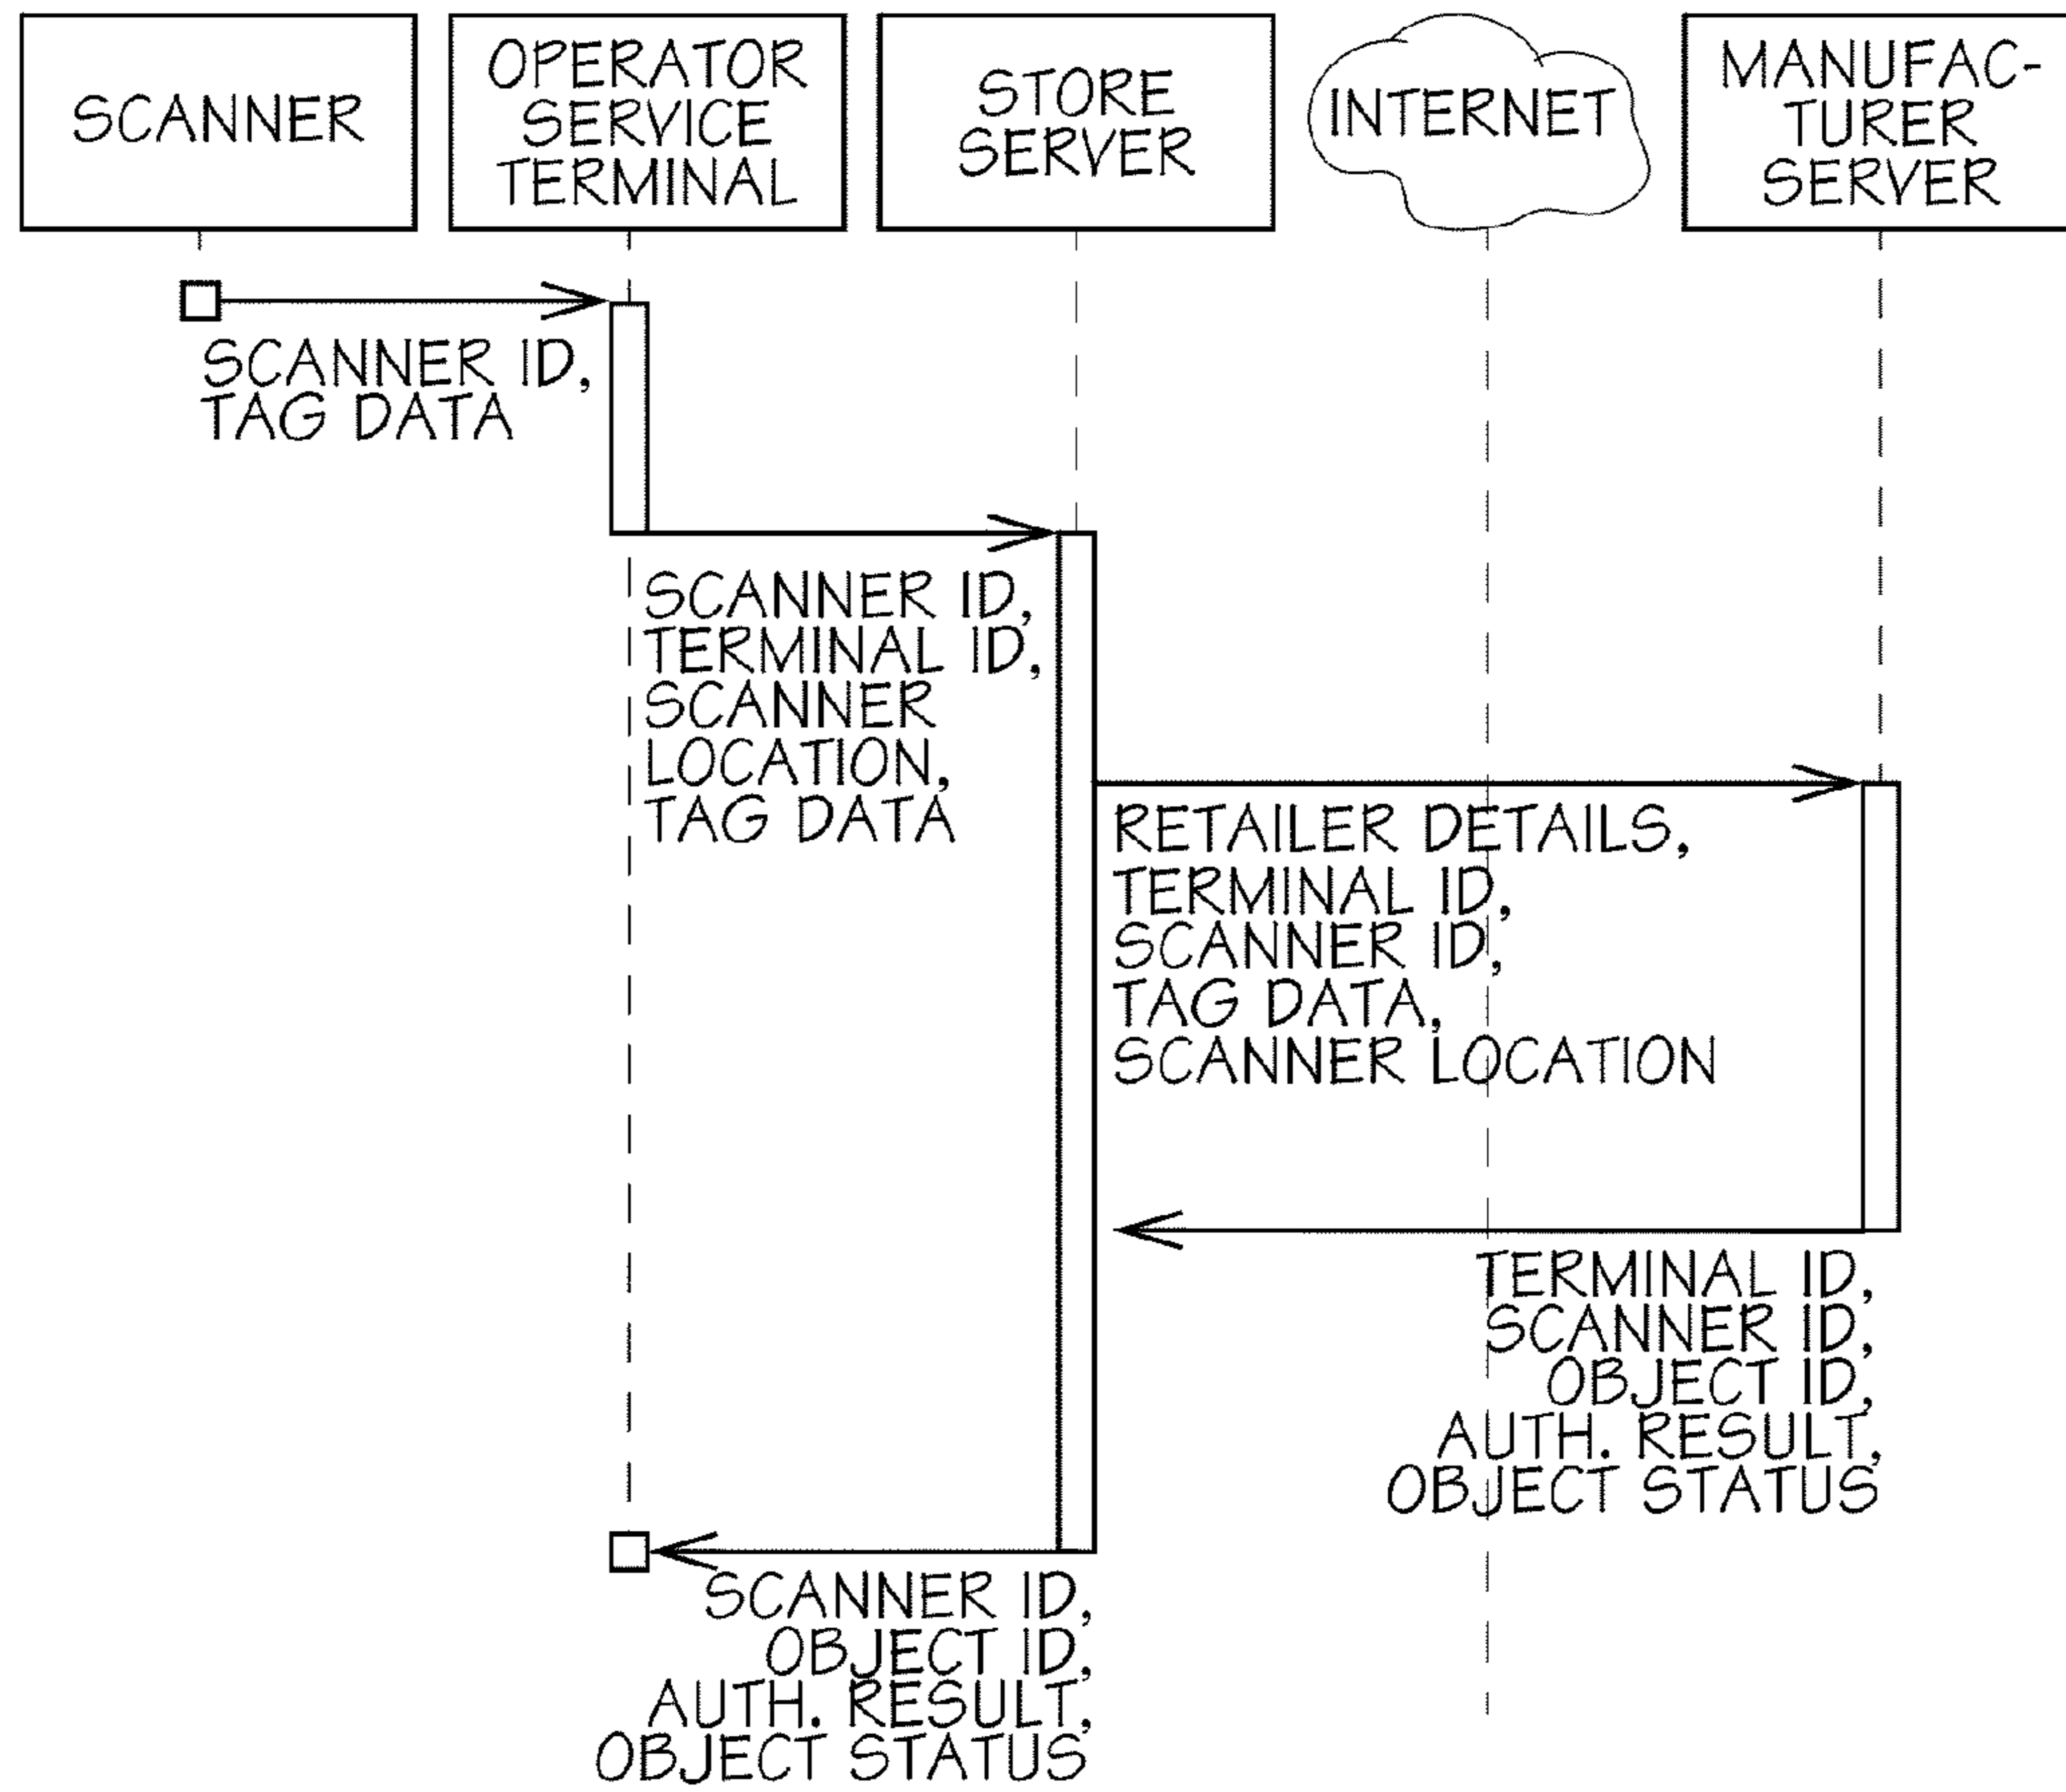 SCANNER
OPERATOR
SERVICE
TERMINAL
STORE
SERVER
INTERNET
MANUFAC-
TURER
SERVER
SCANNER ID,
TAG DATA
SCANNER ID,
TERMINAL ID,
SCANNER
LOCATION,
TAG DATA
RETAILER DETAILS,
TERMINAL ID,
SCANNER ID,
TAG DATA,
SCANNER LOCATION
TERMINAL ID,
SCANNER ID,
OBJECT ID,
AUTH. RESULT,
OBJECT STATUS
SCANNER ID,
OBJECT ID,
AUTH. RESULT,
OBJECT STATUS